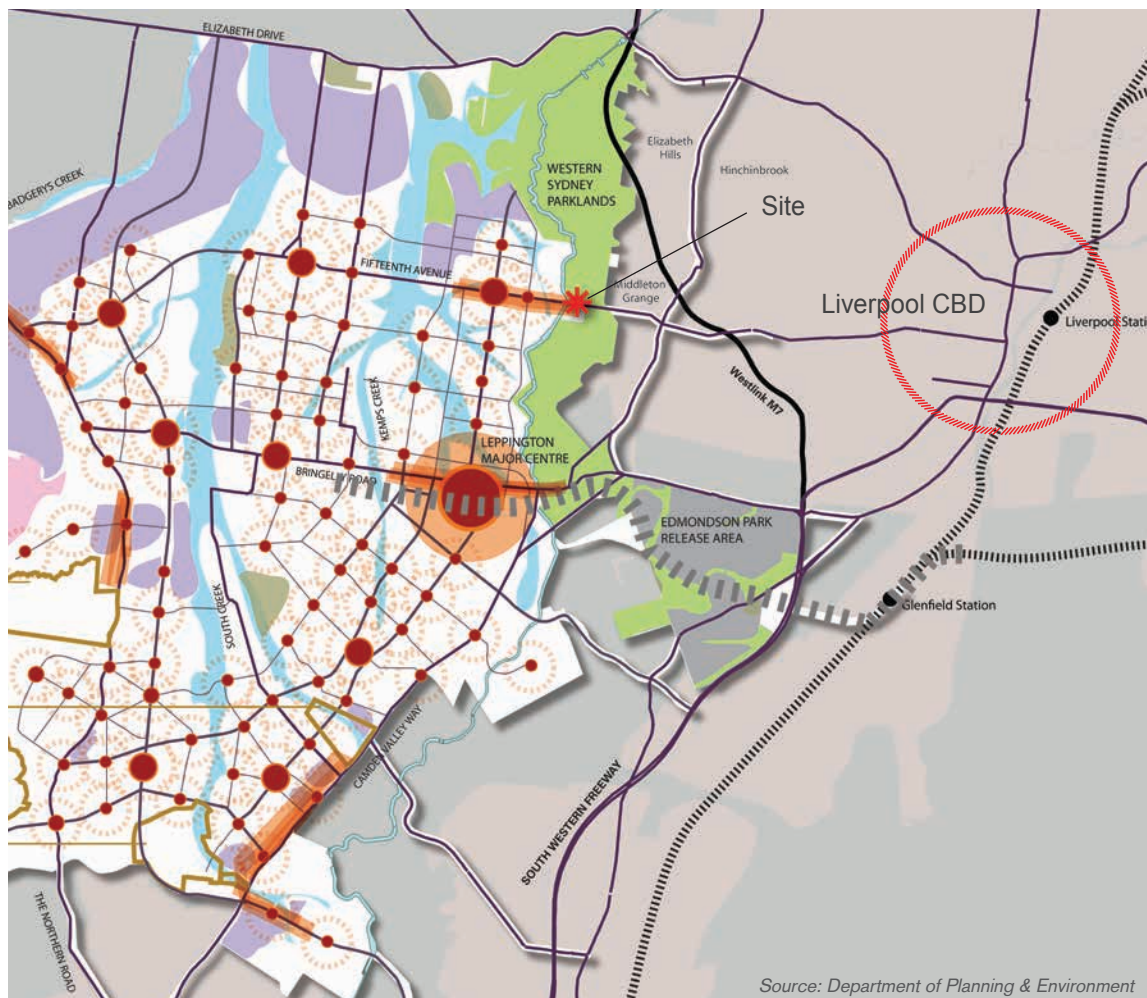 ELIZABETH DRIVE
BADGERYS CREEK
WESTERN
SYDNEY
PARKLANDS
Elizabeth
Hills
Hinchinbrook
Site
FIFTEENTH AVENUE
Middleton
Grange
Liverpool CBD
Liverpool Stati
Westlink M7
KEMPS CREEK
LEPPINGTON
MAJOR CENTRE
BRINGELLY ROAD
EDMONDSON PARK
RELEASE AREA
Glenfield Station
SOUTH CREEK
CAMDEN VALLEY WAY
SOUTH WESTERN FREEWAY
THE NORTHERN ROAD
Source: Department of Planning & Environment